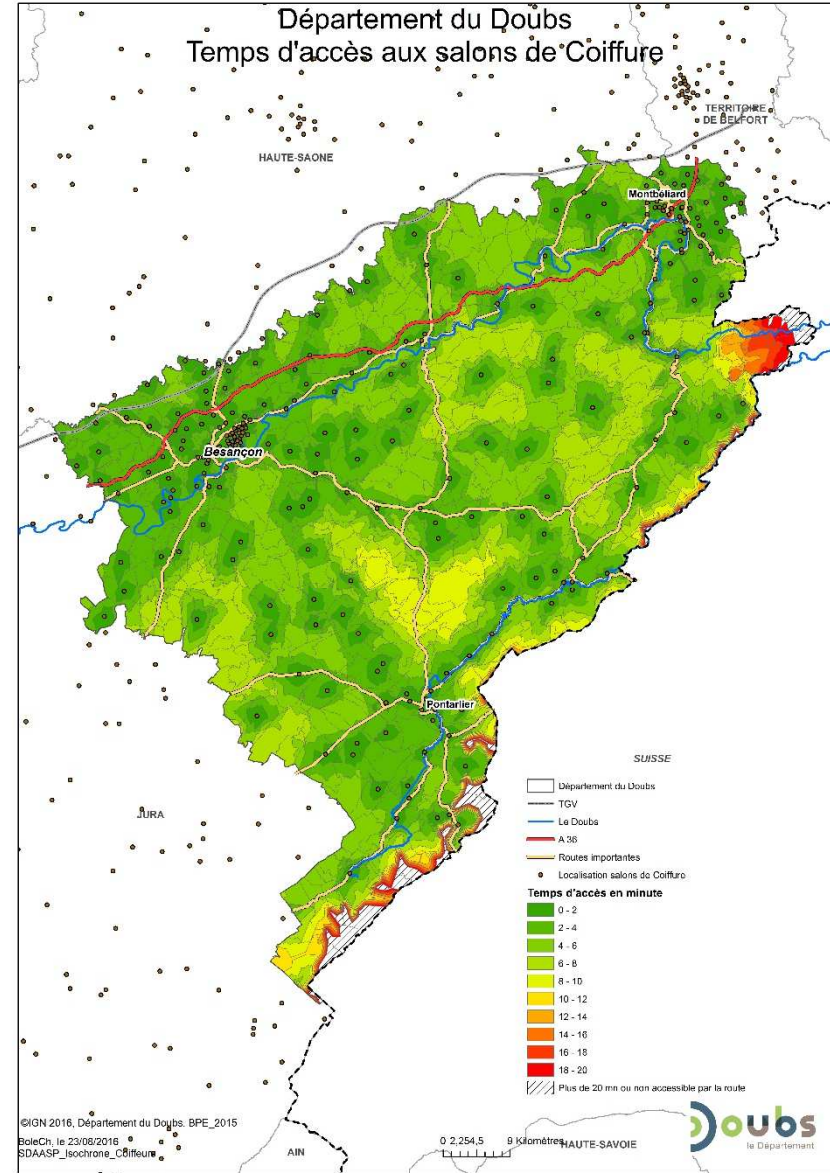 Département du Doubs
Temps d'accès aux salons de Coiffure
TERRITOIRE
DE BELFORT
HAUTE-SAONE
Montbéliard
Besançon
Pontarlier
SUISSE
JURA
Département du Doubs
TGV
Le Doubs
A 36
Routes importantes
Localisation salons de Coiffure
Temps d'accès en minute
0 - 2
2 - 4
4 - 6
6 - 8
8 - 10
10 - 12
12 - 14
14 - 16
16 - 18
18 - 20
Plus de 20 mn ou non accessible par la route
©IGN 2016, Département du Doubs. BPE_2015
BoleCh, le 23/08/2016
SDAASP_Isochrone_Coiffeurs
AIN
0 2,254,5 9 Kilomètres
HAUTE-SAVOIE
Doubs
le Département